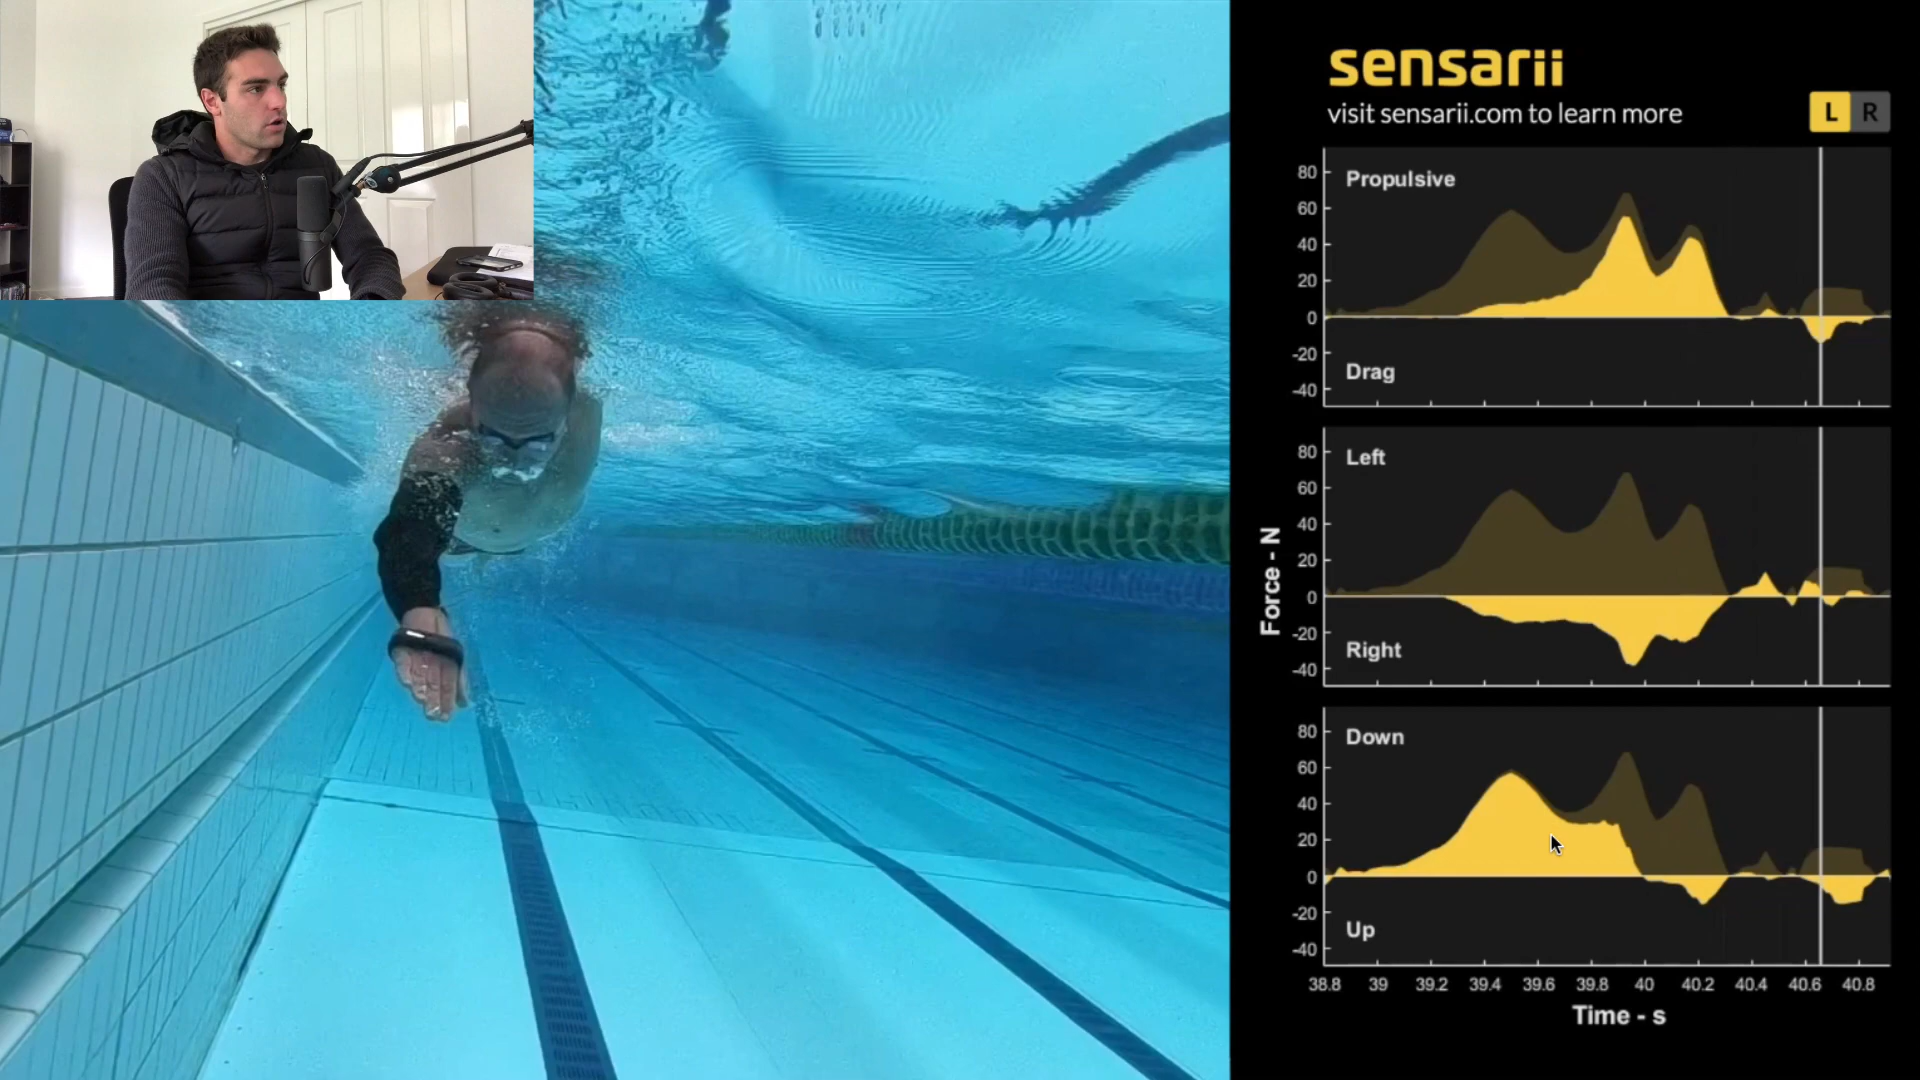 sensarii
visit sensarii.com to learn more
L R
Propulsive
80
60
40
20
0
-20
-40
Drag
Left
80
60
40
20
0
-20
-40
Right
Force - N
Down
80
60
40
20
0
-20
-40
Up
38.8 39 39.2 39.4 39.6 39.8 40 40.2 40.4 40.6 40.8
Time - s